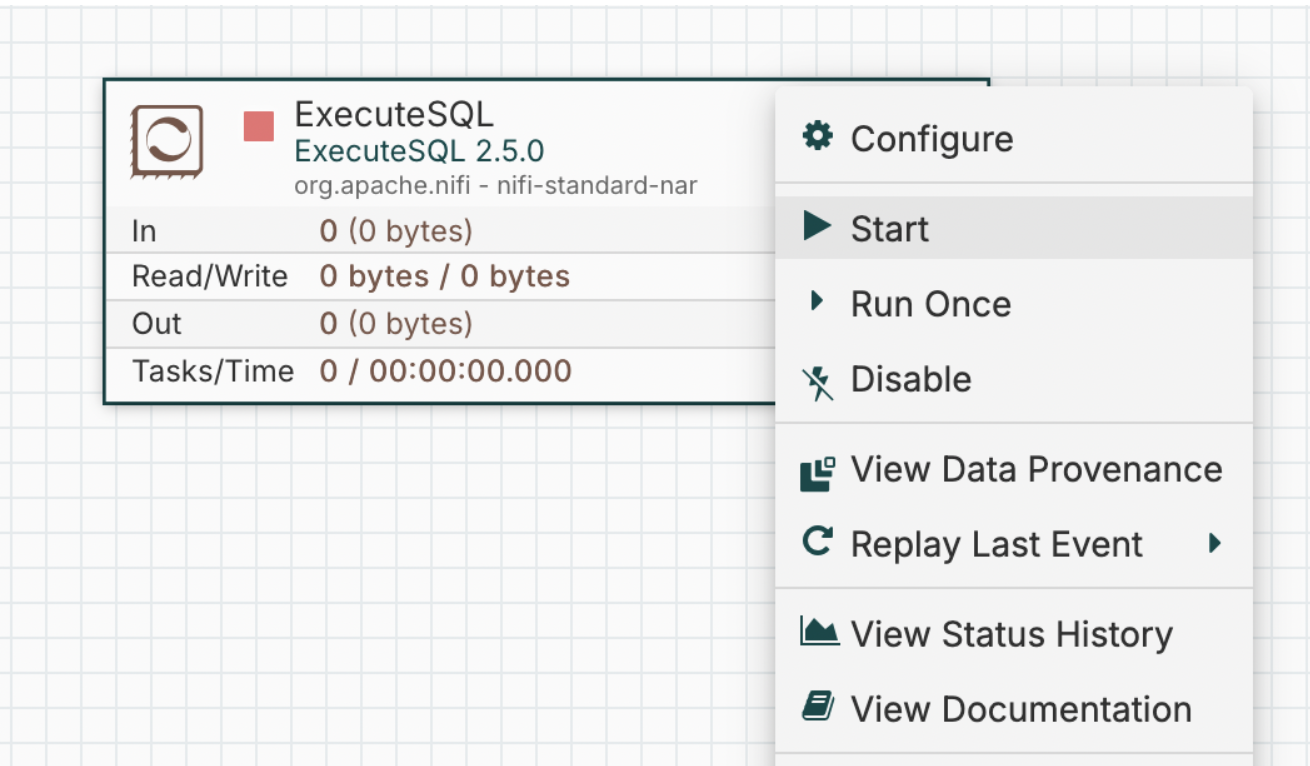 ExecuteSQL
ExecuteSQL 2.5.0
org.apache.nifi - nifi-standard-nar
In 0 (0 bytes)
Read/Write 0 bytes / 0 bytes
Out 0 (0 bytes)
Tasks/Time 0 / 00:00:00.000
Configure
Start
Run Once
Disable
View Data Provenance
Replay Last Event
View Status History
View Documentation